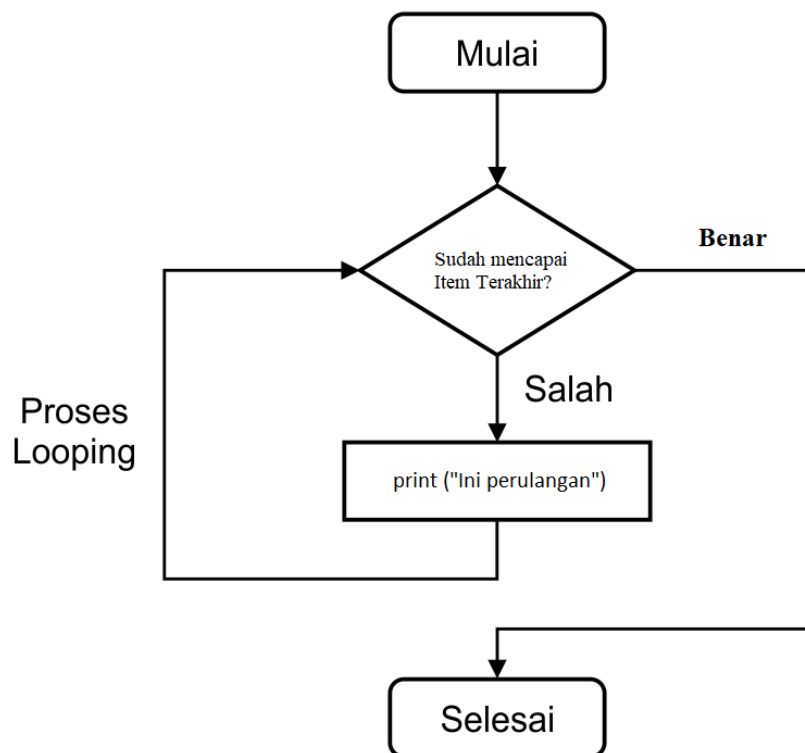 Mulai
Benar
Sudah mencapai
Item Terakhir?
Salah
Proses
Looping
print ("Ini perulangan")
Selesai